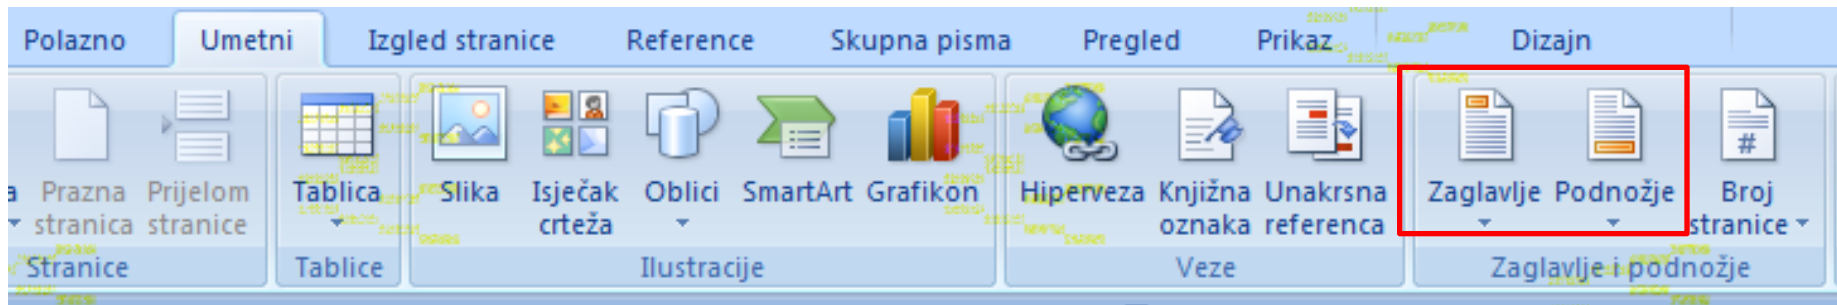 Polazno Umetni Izgled stranice Reference Skupna pisma Pregled Prikaz Dizajn
Prazna stranica
Prijelom stranice
Tablica
Slika
Isječak crteža
Oblici
SmartArt
Grafikon
Hiperveza
Knjižna oznaka
Unakrsna referenca
Zaglavlje
Podnožje
#
Broj stranice
Stranice Tablice Ilustracije Veze Zaglavlje i podnožje